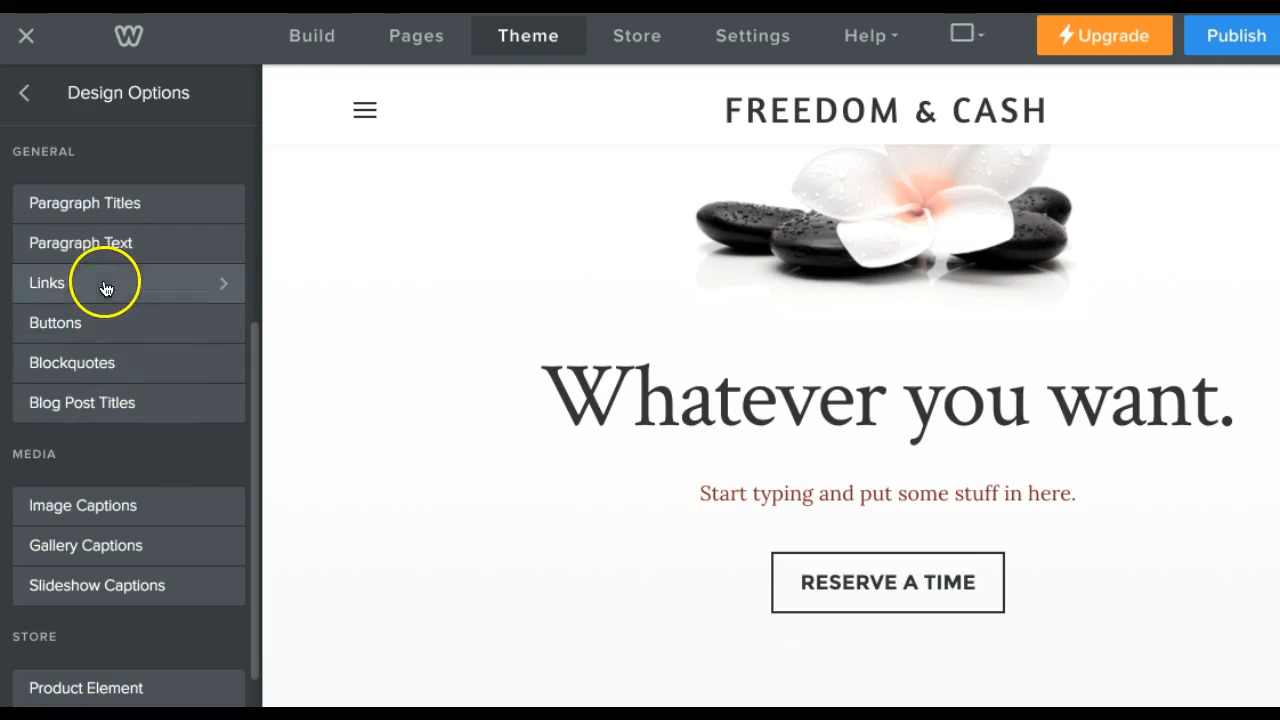 Build Pages Theme Store Settings Help Upgrade Publish
Design Options
GENERAL
Paragraph Titles
Paragraph Text
Links
Buttons
Blockquotes
Blog Post Titles
MEDIA
Image Captions
Gallery Captions
Slideshow Captions
STORE
Product Element
FREEDOM & CASH
Whatever you want.
Start typing and put some stuff in here.
RESERVE A TIME